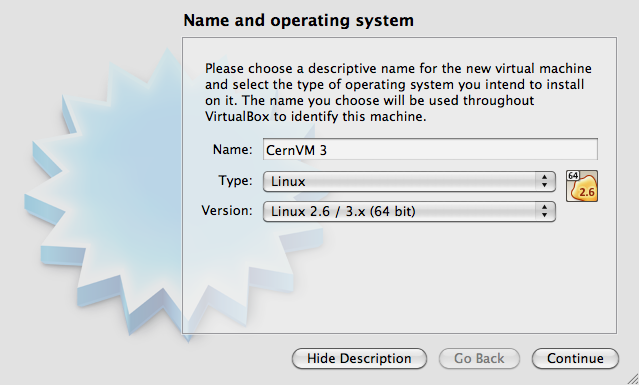 Name and operating system
Please choose a descriptive name for the new virtual machine
and select the type of operating system you intend to install
on it. The name you choose will be used throughout
VirtualBox to identify this machine.
Name: CernVM 3
Type: Linux 64
2.6
Version: Linux 2.6 / 3.x (64 bit)
Hide Description Go Back Continue